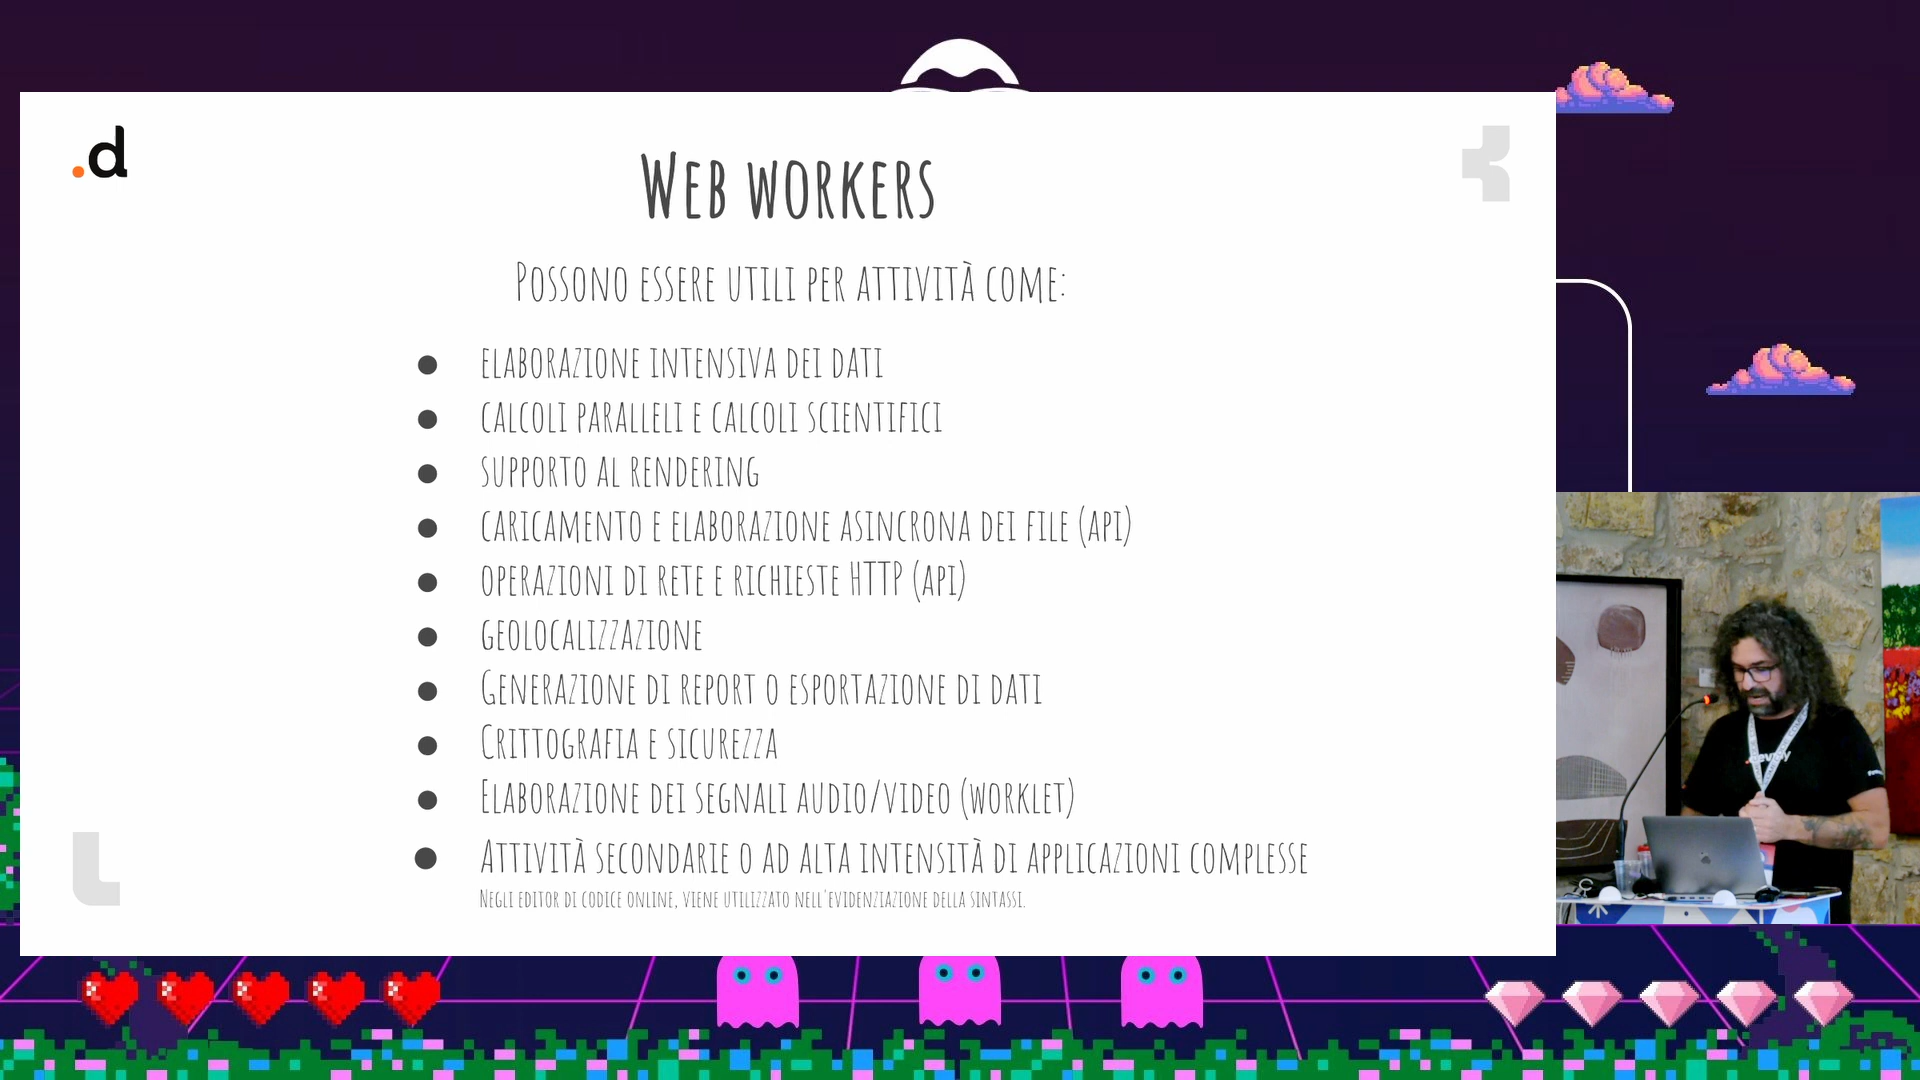 .d
Web workers
Possono essere utili per attività come:
● elaborazione intensiva dei dati
● calcoli paralleli e calcoli scientifici
● supporto al rendering
● caricamento e elaborazione asincrona dei file (api)
● operazioni di rete e richieste HTTP (api)
● geolocalizzazione
● Generazione di report o esportazione di dati
● Crittografia e sicurezza
● Elaborazione dei segnali audio/video (worklet)
● Attività secondarie o ad alta intensità di applicazioni complesse
Negli editor di codice online, viene utilizzato nell'evidenziazione della sintassi.